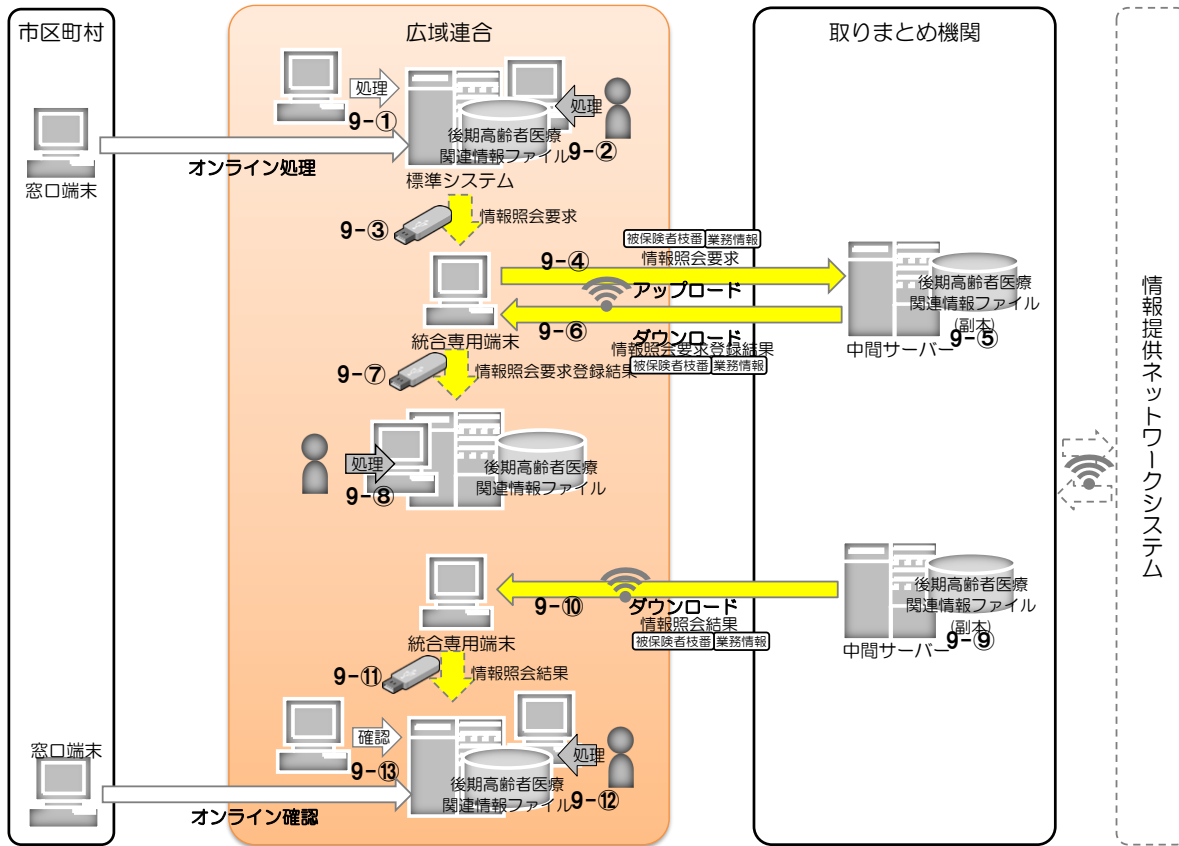 市区町村
広域連合
取りまとめ機関
処理
9-①
処理
後期高齢者医療
関連情報ファイル
9-②
オンライン処理
標準システム
窓口端末
9-③
情報照会要求
被保険者枝番 業務情報
9-④
情報照会要求
アップロード
後期高齢者医療
関連情報ファイル
(副本)
9-⑤
中間サーバー
9-⑥
ダウンロード
情報照会要求登録結果
被保険者枝番 業務情報
統合専用端末
9-⑦
情報照会要求登録結果
処理
9-⑧
後期高齢者医療
関連情報ファイル
情報提供ネットワークシステム
9-⑩
ダウンロード
情報照会結果
被保険者枝番 業務情報
後期高齢者医療
関連情報ファイル
(副本)
9-⑨
中間サーバー
統合専用端末
9-⑪
情報照会結果
確認
9-⑬
処理
後期高齢者医療
関連情報ファイル
9-⑫
窓口端末
オンライン確認